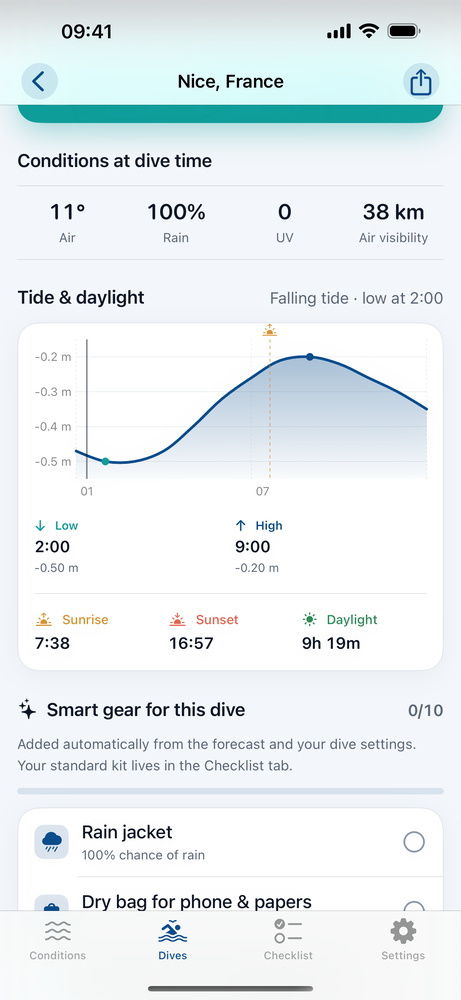 09:41
Nice, France
Conditions at dive time
11° 100% 0 38 km
Air Rain UV Air visibility
Tide & daylight Falling tide · low at 2:00
-0.2 m
-0.3 m
-0.4 m
-0.5 m
01 07
Low High
2:00 9:00
-0.50 m -0.20 m
Sunrise Sunset Daylight
7:38 16:57 9h 19m
Smart gear for this dive 0/10
Added automatically from the forecast and your dive settings.
Your standard kit lives in the Checklist tab.
Rain jacket
100% chance of rain
Dry bag for phone & papers
Conditions Dives Checklist Settings